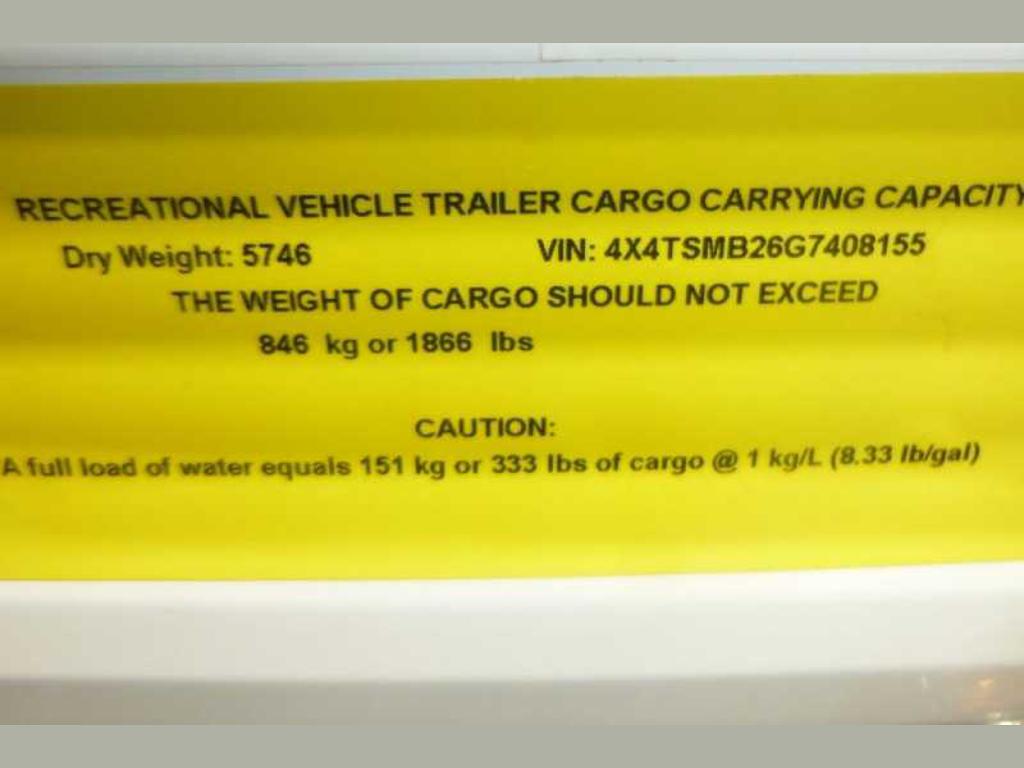 RECREATIONAL VEHICLE TRAILER CARGO CARRYING CAPACITY
Dry Weight: 5746 VIN: 4X4TSMB26G7408155
THE WEIGHT OF CARGO SHOULD NOT EXCEED
846 kg or 1866 lbs
CAUTION:
A full load of water equals 151 kg or 333 lbs of cargo @ 1 kg/L (8.33 lb/gal)